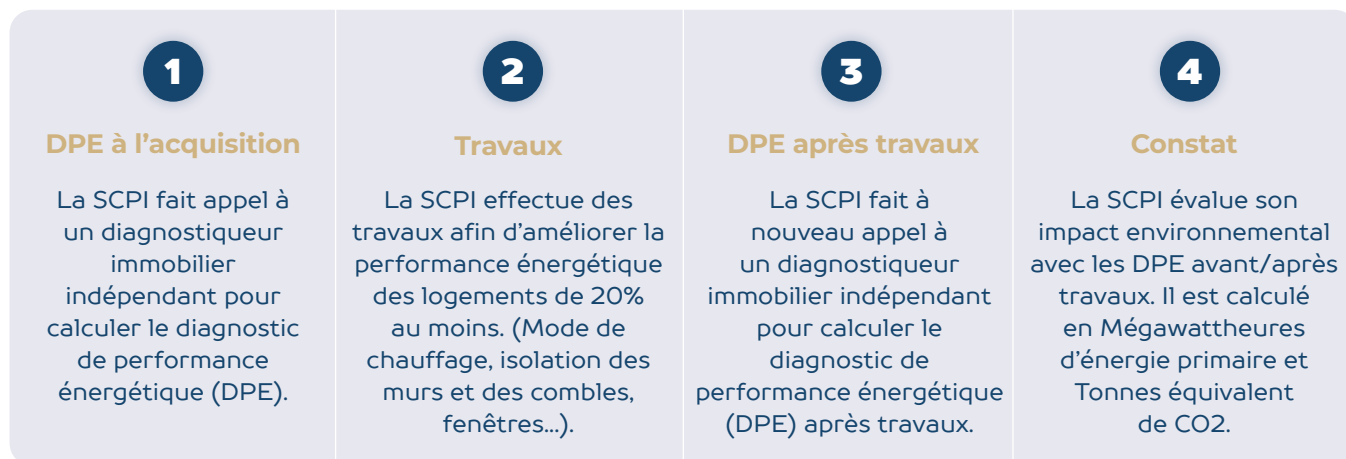 1
DPE à l’acquisition
La SCPI fait appel à
un diagnostiqueur
immobilier
indépendant pour
calculer le diagnostic
de performance
énergétique (DPE).
2
Travaux
La SCPI effectue des
travaux afin d’améliorer la
performance énergétique
des logements de 20%
au moins. (Mode de
chauffage, isolation des
murs et des combles,
fenêtres...).
3
DPE après travaux
La SCPI fait à
nouveau appel à
un diagnostiqueur
immobilier indépendant
pour calculer le
diagnostic de
performance énergétique
(DPE) après travaux.
4
Constat
La SCPI évalue son
impact environnemental
avec les DPE avant/après
travaux. Il est calculé
en Mégawattheures
d’énergie primaire et
Tonnes équivalent
de CO2.